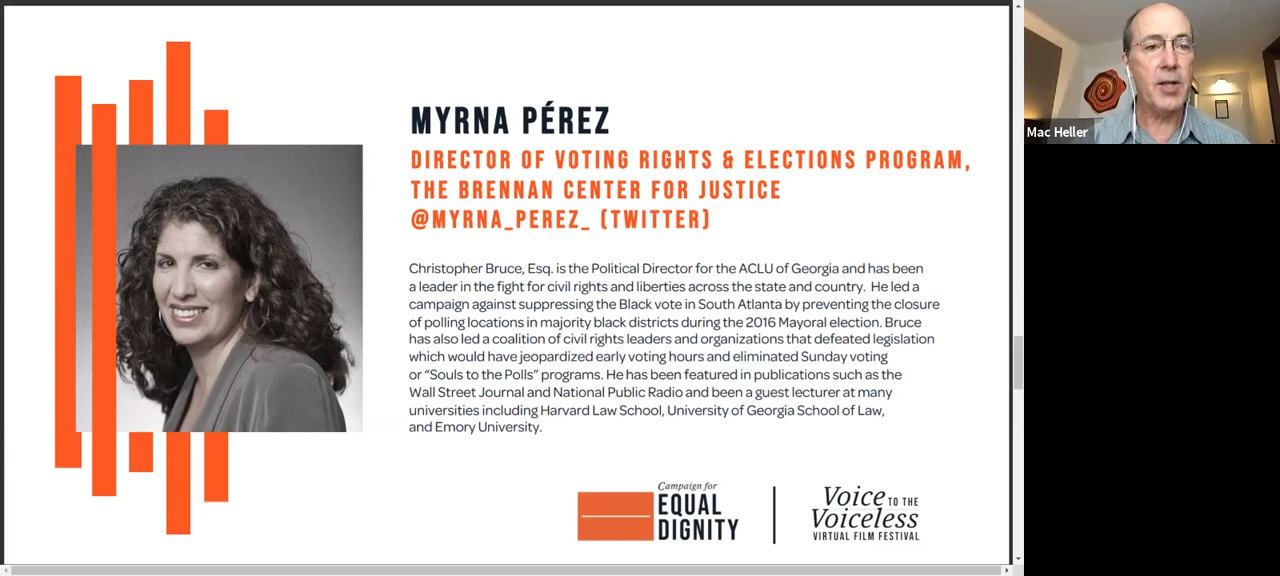 MYRNA PÉREZ
DIRECTOR OF VOTING RIGHTS & ELECTIONS PROGRAM,
THE BRENNAN CENTER FOR JUSTICE
@MYRNA_PEREZ_ (TWITTER)
Christopher Bruce, Esq. is the Political Director for the ACLU of Georgia and has been
a leader in the fight for civil rights and liberties across the state and country. He led a
campaign against suppressing the Black vote in South Atlanta by preventing the closure
of polling locations in majority black districts during the 2016 Mayoral election. Bruce
has also led a coalition of civil rights leaders and organizations that defeated legislation
which would have jeopardized early voting hours and eliminated Sunday voting
or “Souls to the Polls” programs. He has been featured in publications such as the
Wall Street Journal and National Public Radio and been a guest lecturer at many
universities including Harvard Law School, University of Georgia School of Law,
and Emory University.
Campaign for
EQUAL
DIGNITY
Voice TO THE
Voiceless
VIRTUAL FILM FESTIVAL
Mac Heller